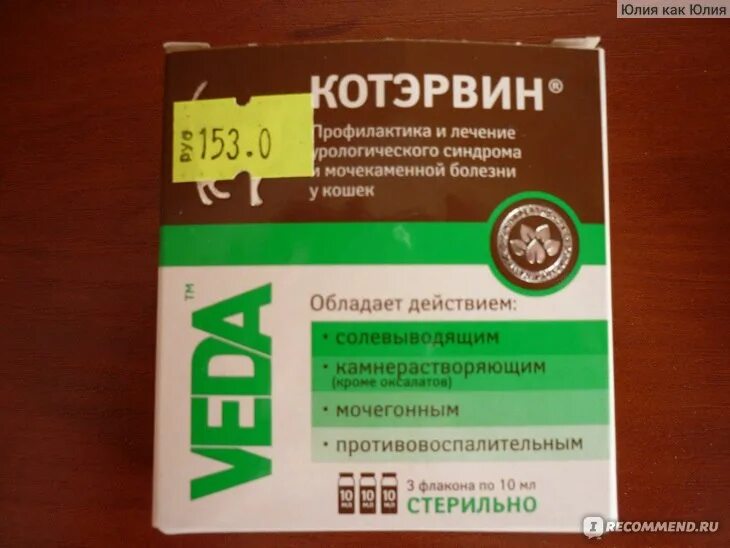 Юлия как Юлия
КОТЭРВИН®
руб 153.0
Профилактика и лечение
урологического синдрома
и мочекаменной болезни
у кошек
VEDA™
Обладает действием:
• солевыводящим
• камнерастворяющим
(кроме оксалатов)
• мочегонным
• противовоспалительным
10 МЛ 10 МЛ 10 МЛ
3 флакона по 10 мл
СТЕРИЛЬНО
IRECOMMEND.RU